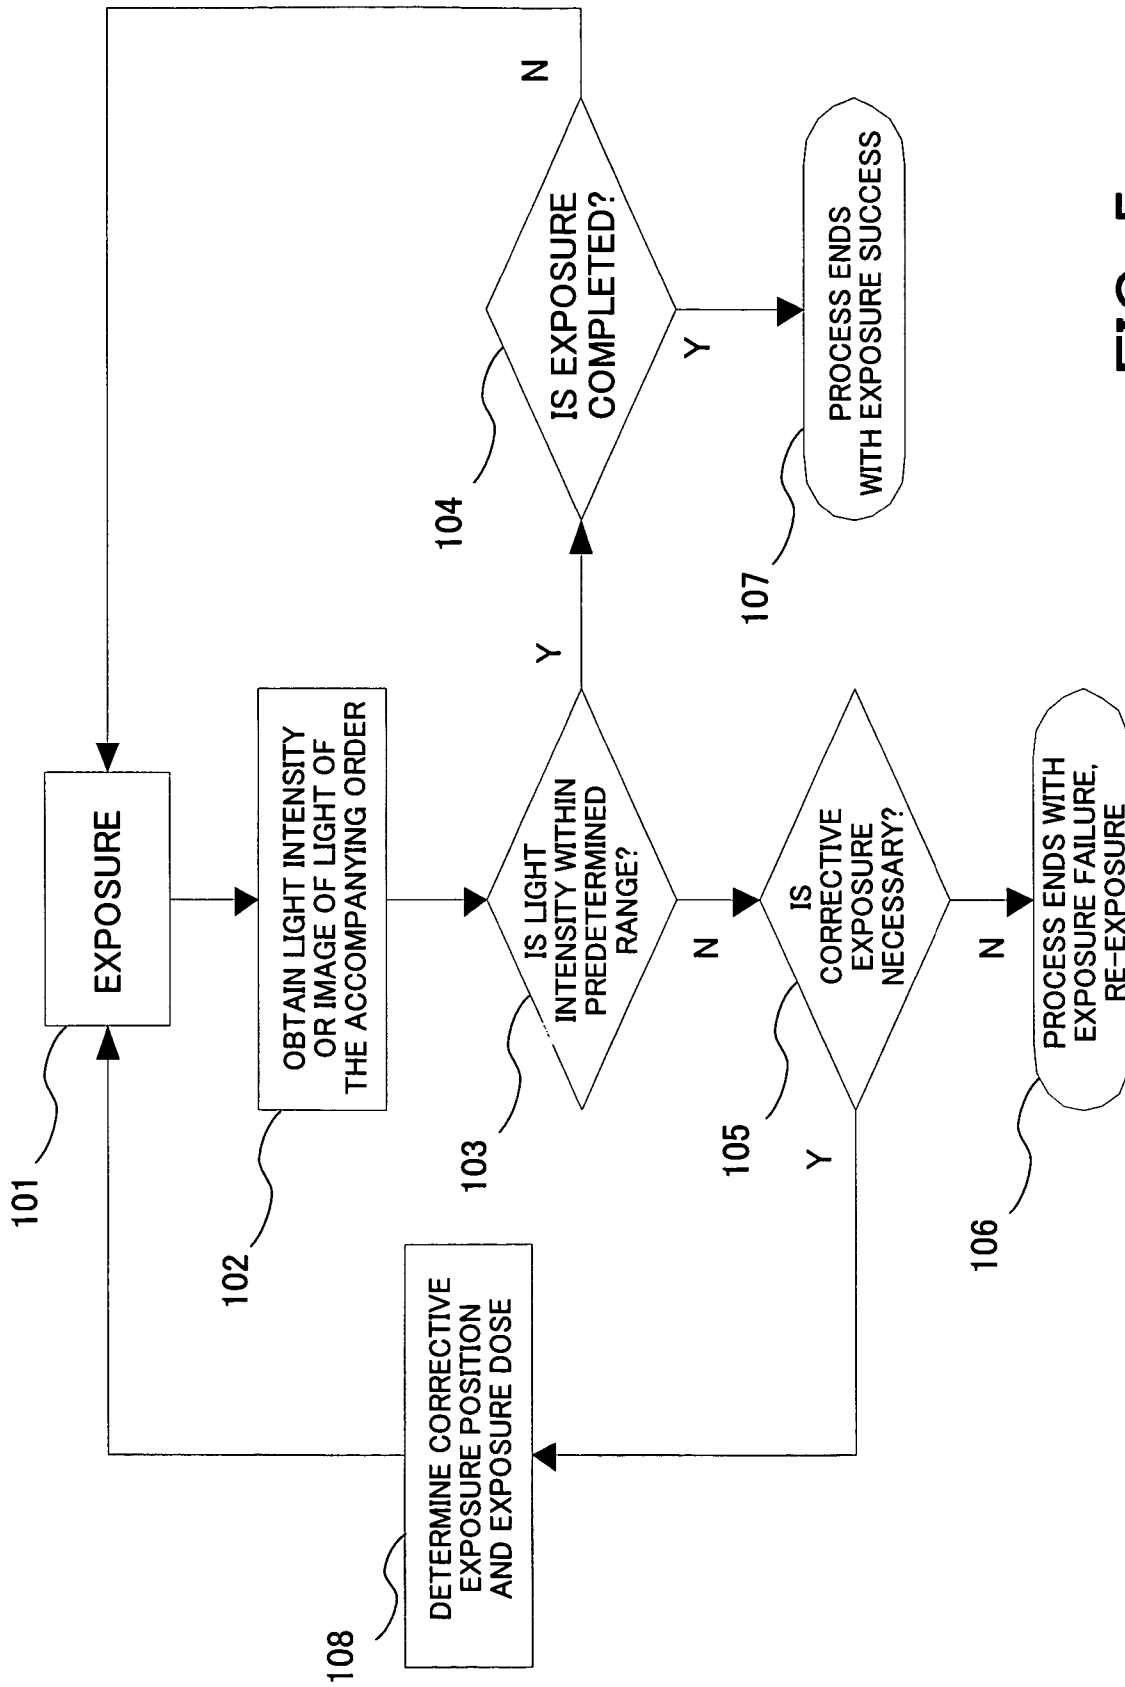 101
EXPOSURE
102
OBTAIN LIGHT INTENSITY
OR IMAGE OF LIGHT OF
THE ACCOMPANYING ORDER
103
IS LIGHT
INTENSITY WITHIN
PREDETERMINED
RANGE?
Y
N
104
IS EXPOSURE
COMPLETED?
N
Y
107
PROCESS ENDS
WITH EXPOSURE SUCCESS
105
IS
CORRECTIVE
EXPOSURE
NECESSARY?
Y
N
108
DETERMINE CORRECTIVE
EXPOSURE POSITION
AND EXPOSURE DOSE
106
PROCESS ENDS WITH
EXPOSURE FAILURE,
RE-EXPOSURE